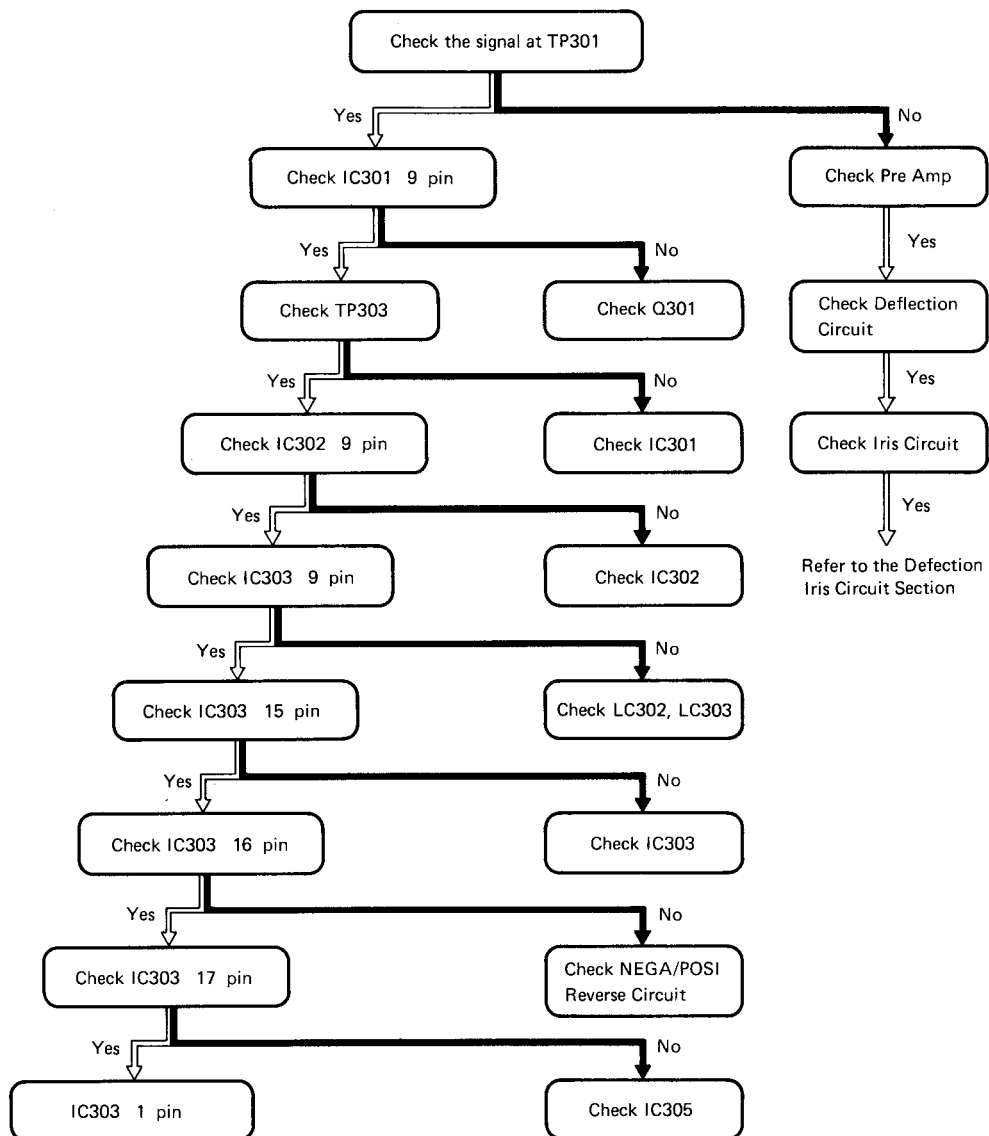 Check the signal at TP301
Yes
No
Check IC301 9 pin
Check Pre Amp
Yes
No
Yes
Check TP303
Check Q301
Check Deflection
Circuit
Yes
No
Yes
Check IC302 9 pin
Check IC301
Check Iris Circuit
Yes
No
Yes
Check IC303 9 pin
Check IC302
Refer to the Defection
Iris Circuit Section
Yes
No
Check IC303 15 pin
Check LC302, LC303
Yes
No
Check IC303 16 pin
Check IC303
Yes
No
Check IC303 17 pin
Check NEGA/POSI
Reverse Circuit
Yes
No
IC303 1 pin
Check IC305